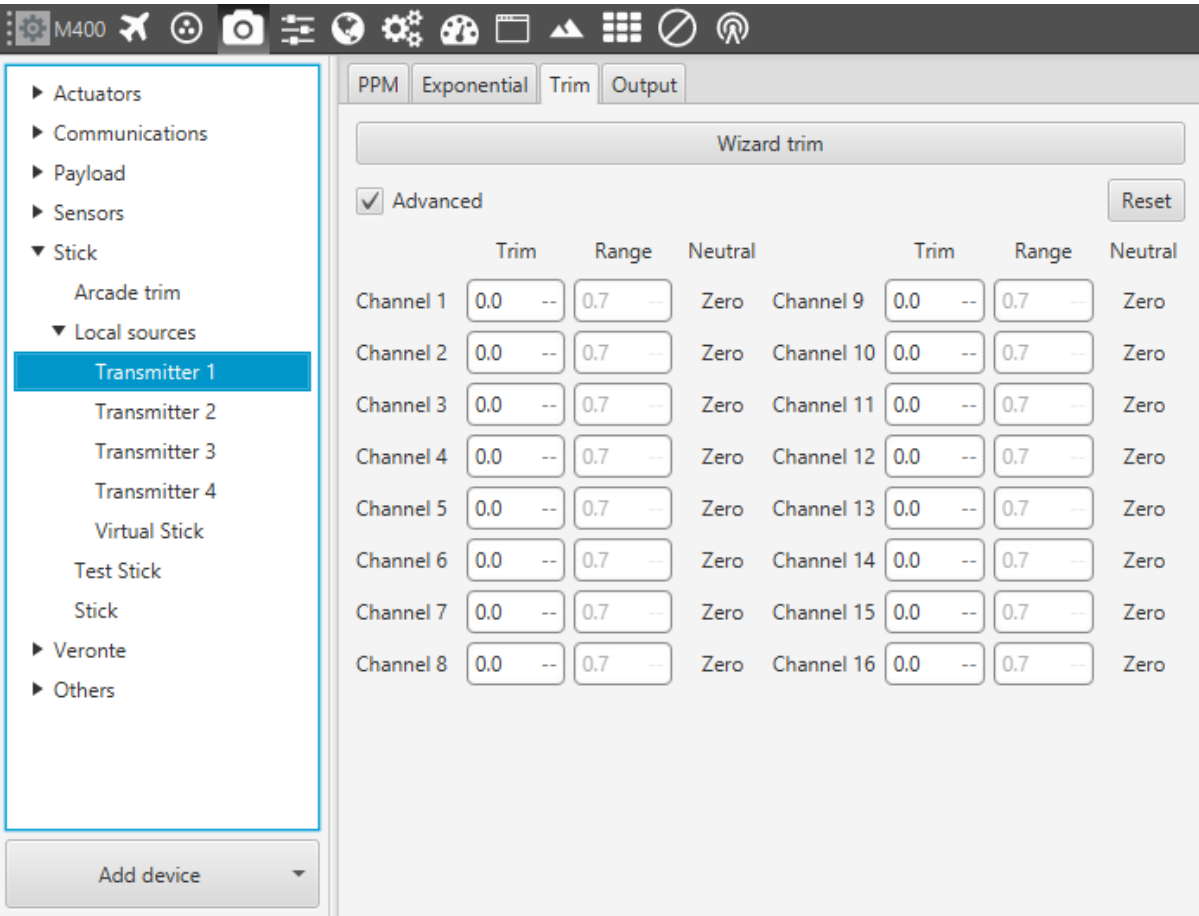 M400
Actuators
Communications
Payload
Sensors
Stick
Arcade trim
Local sources
Transmitter 1
Transmitter 2
Transmitter 3
Transmitter 4
Virtual Stick
Test Stick
Stick
Veronte
Others
Add device
PPM Exponential Trim Output
Wizard trim
Advanced Reset
Trim Range Neutral Trim Range Neutral
Channel 1 0.0 -- 0.7 -- Zero Channel 9 0.0 -- 0.7 -- Zero
Channel 2 0.0 -- 0.7 -- Zero Channel 10 0.0 -- 0.7 -- Zero
Channel 3 0.0 -- 0.7 -- Zero Channel 11 0.0 -- 0.7 -- Zero
Channel 4 0.0 -- 0.7 -- Zero Channel 12 0.0 -- 0.7 -- Zero
Channel 5 0.0 -- 0.7 -- Zero Channel 13 0.0 -- 0.7 -- Zero
Channel 6 0.0 -- 0.7 -- Zero Channel 14 0.0 -- 0.7 -- Zero
Channel 7 0.0 -- 0.7 -- Zero Channel 15 0.0 -- 0.7 -- Zero
Channel 8 0.0 -- 0.7 -- Zero Channel 16 0.0 -- 0.7 -- Zero